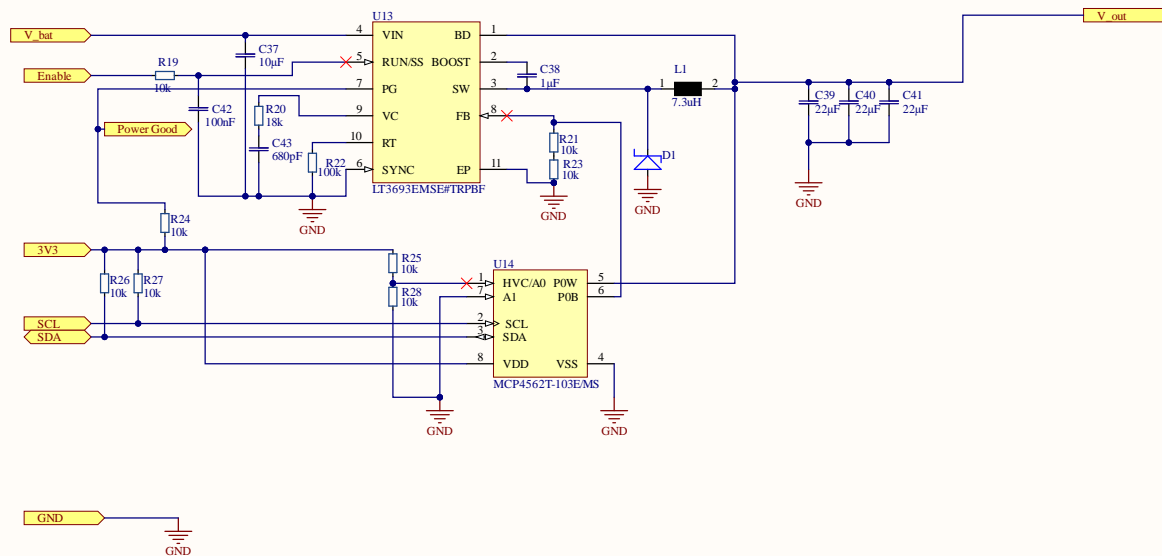 U13
V_bat
4 VIN BD 1
C37
10µF
R19
5 RUN/SS BOOST 2
C38
1µF
Enable
10k
7 PG SW 3
L1
1 2
7.3uH
C42
100nF
R20
18k
9 VC FB 8
C39
22µF
C40
22µF
C41
22µF
V_out
Power Good
C43
680pF
10 RT
R21
10k
R22
100k
6 SYNC EP 11
R23
10k
D1
LT3693EMSE#TRPBF
GND
GND
GND
GND
R24
10k
3V3
R25
10k
U14
R26
10k
R27
10k
1 HVC/A0 P0W 5
R28
10k
7 A1 P0B 6
SCL
2 SCL
SDA
3 SDA
8 VDD VSS 4
MCP4562T-103E/MS
GND
GND
GND
GND